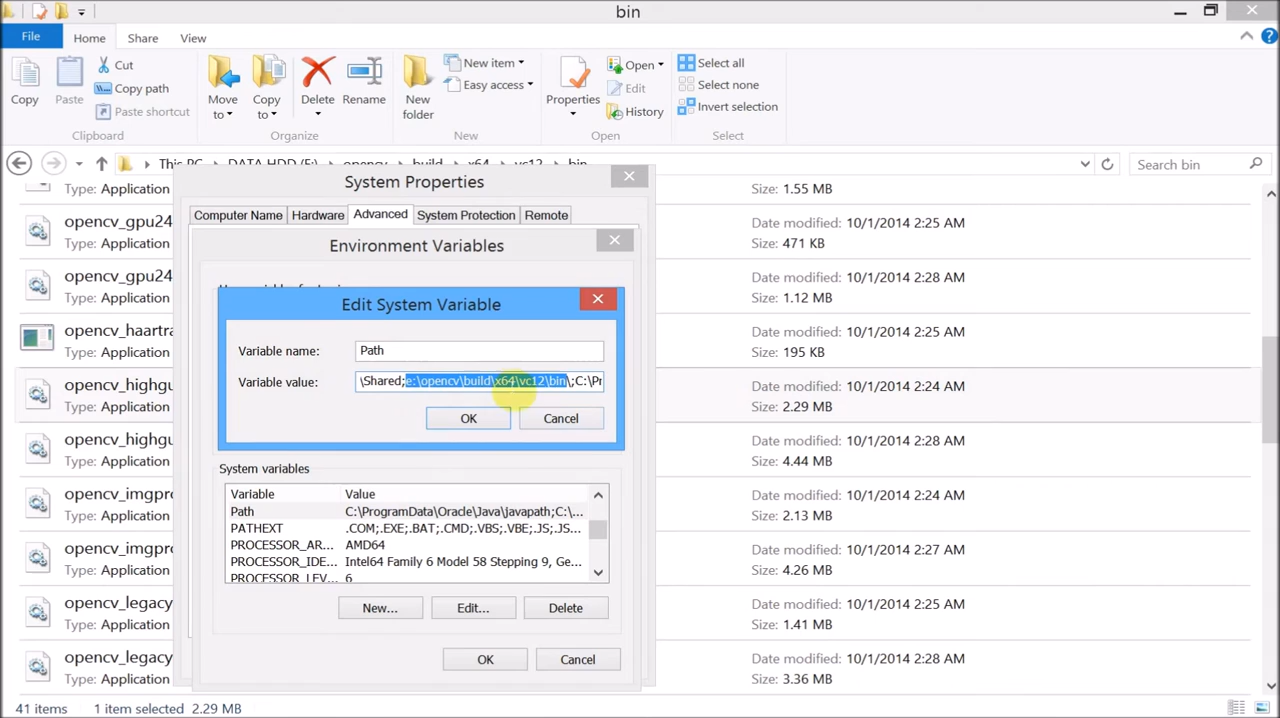 bin
File Home Share View
Copy
Paste
Cut
Copy path
Paste shortcut
Clipboard
Move to
Copy to
Delete
Rename
Organize
New folder
New item
Easy access
New
Properties
Open
Edit
History
Open
Select all
Select none
Invert selection
Select
This PC DATA HDD (E:) opencv build x64 vc12 bin
Search bin
Type: Application Size: 1.55 MB
opencv_gpu24 Date modified: 10/1/2014 2:25 AM
Type: Application Size: 471 KB
opencv_gpu24 Date modified: 10/1/2014 2:28 AM
Type: Application Size: 1.12 MB
opencv_haartra Date modified: 10/1/2014 2:26 AM
Type: Application Size: 195 KB
opencv_highgu Date modified: 10/1/2014 2:24 AM
Type: Application Size: 2.29 MB
opencv_highgu Date modified: 10/1/2014 2:28 AM
Type: Application Size: 4.44 MB
opencv_imgpro Date modified: 10/1/2014 2:24 AM
Type: Application Size: 2.13 MB
opencv_imgpro Date modified: 10/1/2014 2:27 AM
Type: Application Size: 4.26 MB
opencv_legacy Date modified: 10/1/2014 2:25 AM
Type: Application Size: 1.41 MB
opencv_legacy Date modified: 10/1/2014 2:28 AM
Type: Application Size: 3.36 MB
41 items 1 item selected 2.29 MB
System Properties
Computer Name Hardware Advanced System Protection Remote
Environment Variables
Edit System Variable
Variable name: Path
Variable value: \Shared;e:\opencv\build\x64\vc12\bin\;C:\Pr
OK Cancel
System variables
Variable Value
Path C:\ProgramData\Oracle\Java\javapath;C:\...
PATHEXT .COM;.EXE;.BAT;.CMD;.VBS;.VBE;.JS;.JS...
PROCESSOR_AR... AMD64
PROCESSOR_IDE... Intel64 Family 6 Model 58 Stepping 9, Ge...
PROCESSOR_LEV... 6
New... Edit... Delete
OK Cancel